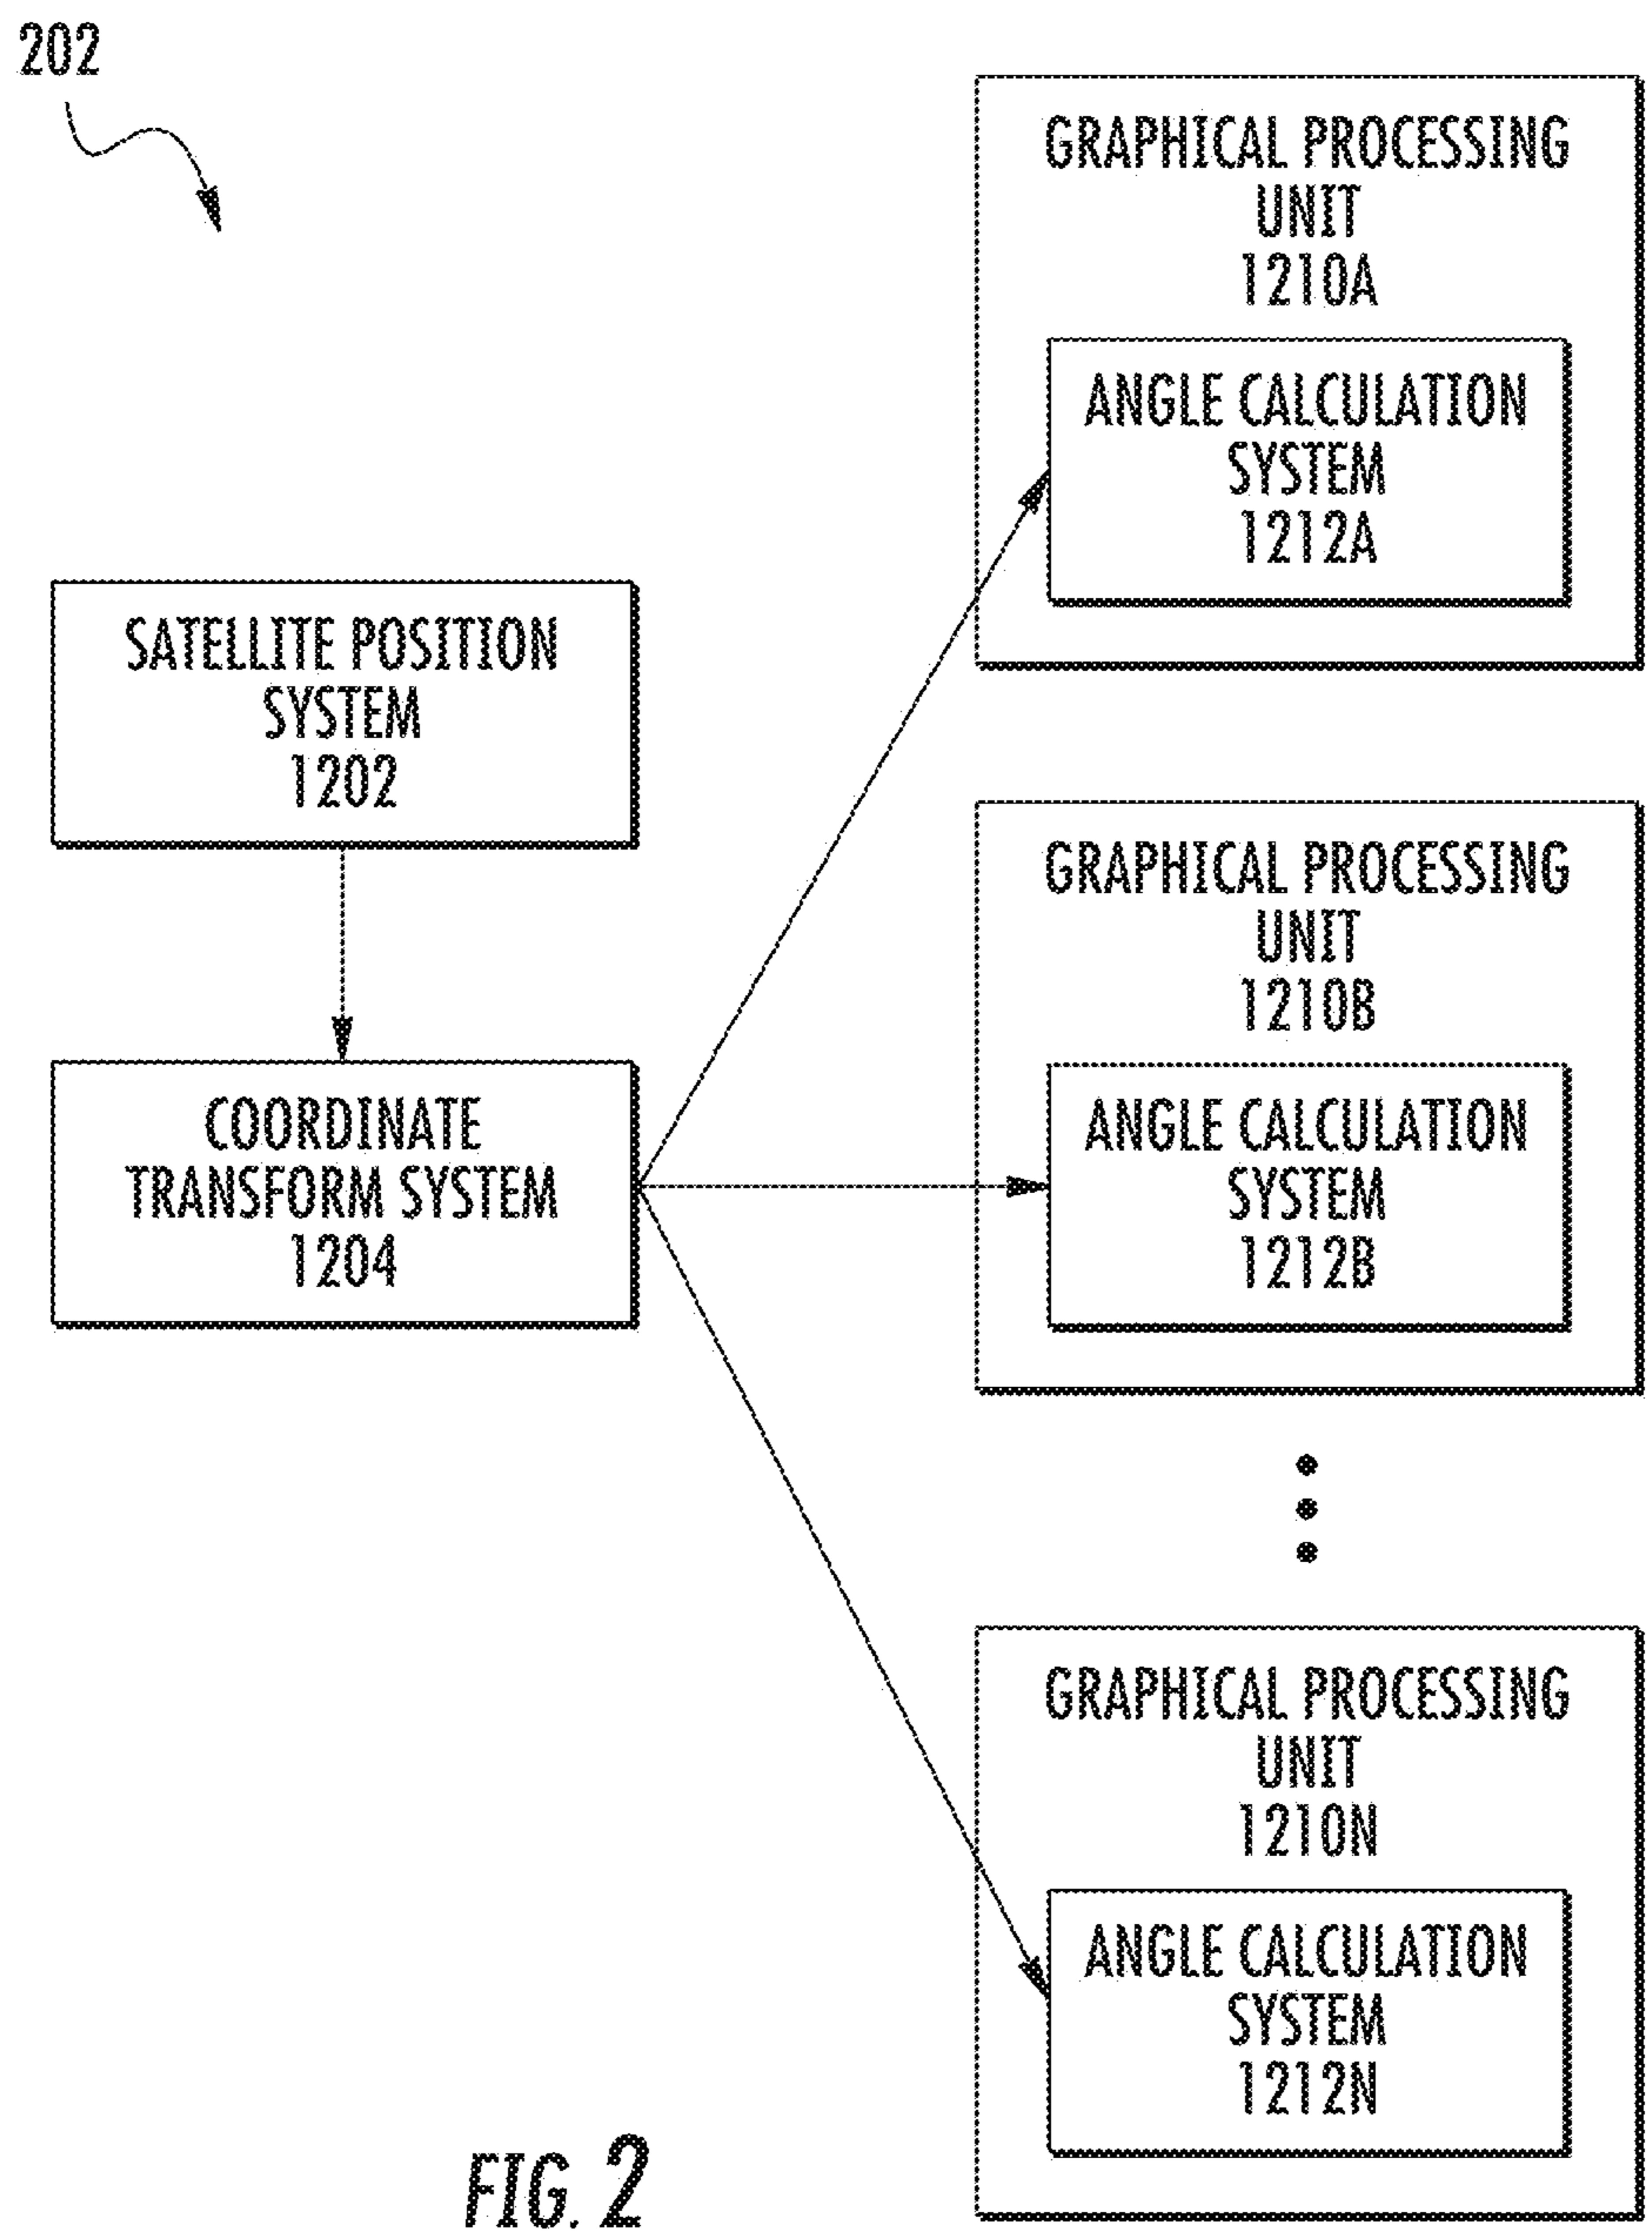 202
GRAPHICAL PROCESSING
UNIT
1210A
ANGLE CALCULATION
SYSTEM
1212A
SATELLITE POSITION
SYSTEM
1202
GRAPHICAL PROCESSING
UNIT
1210B
COORDINATE
TRANSFORM SYSTEM
1204
ANGLE CALCULATION
SYSTEM
1212B
GRAPHICAL PROCESSING
UNIT
1210N
ANGLE CALCULATION
SYSTEM
1212N
FIG. 2